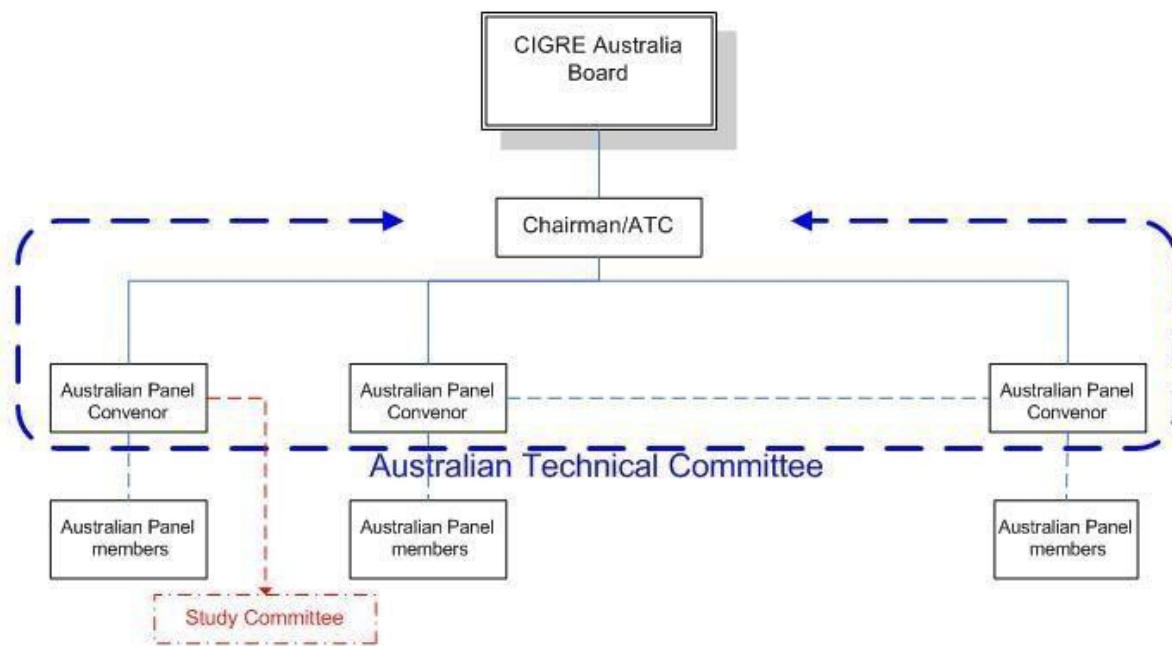 CIGRE Australia
Board
Chairman/ATC
Australian Panel
Convenor
Australian Panel
Convenor
Australian Panel
Convenor
Australian Technical Committee
Australian Panel
members
Australian Panel
members
Australian Panel
members
Study Committee